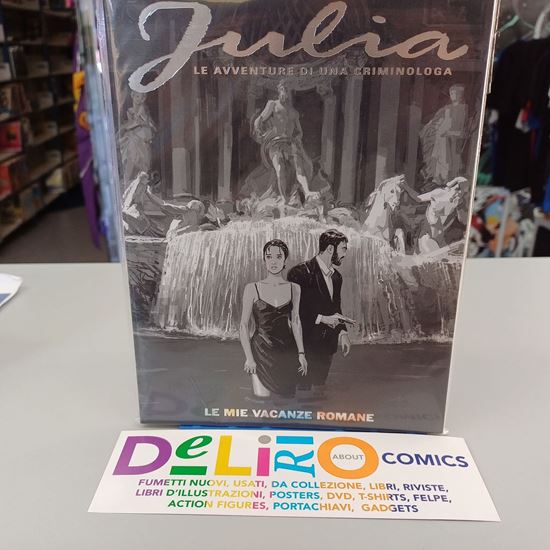 Julia
LE AVVENTURE DI UNA CRIMINOLOGA
LE MIE VACANZE ROMANE
DeLiRIO ABOUT COMICS
FUMETTI NUOVI, USATI, DA COLLEZIONE, LIBRI, RIVISTE,
LIBRI D'ILLUSTRAZIONI, POSTERS, DVD, T-SHIRTS, FELPE,
ACTION FIGURES, PORTACHIAVI, GADGETS